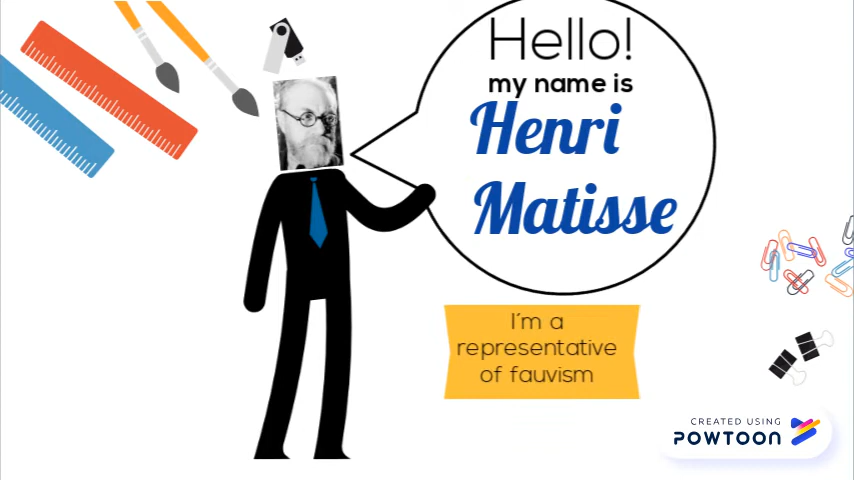 Hello!
my name is
Henri
Matisse
I´m a
representative
of fauvism
CREATED USING
POWTOON